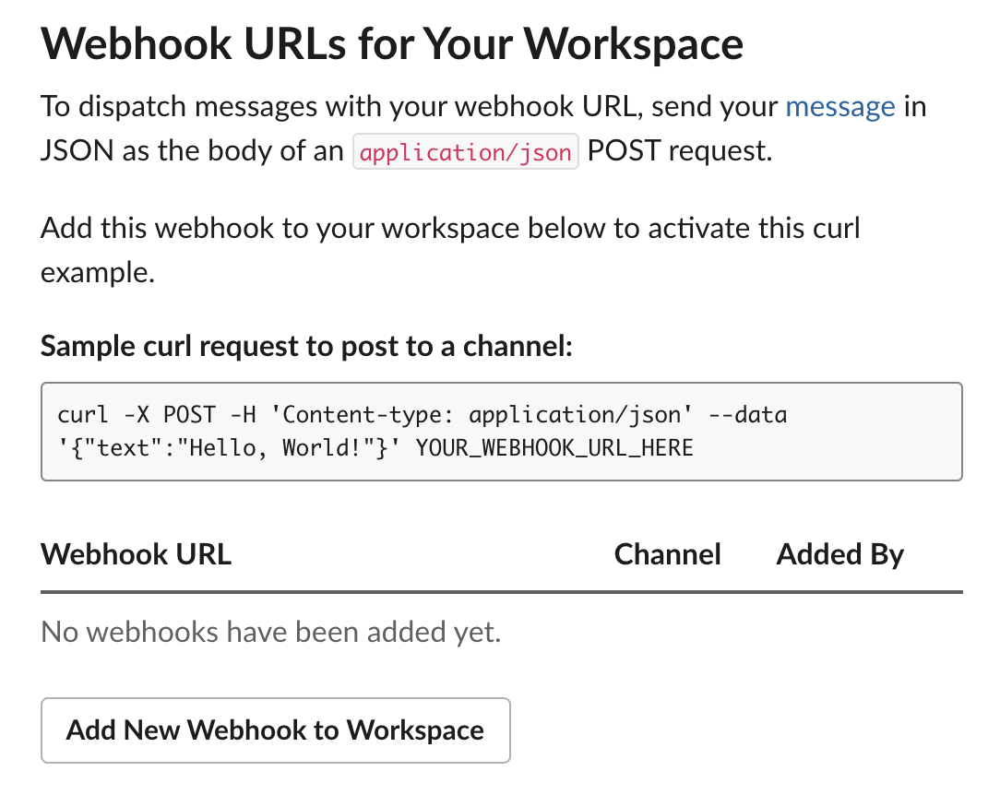 Webhook URLs for Your Workspace
To dispatch messages with your webhook URL, send your message in
JSON as the body of an application/json POST request.
Add this webhook to your workspace below to activate this curl
example.
Sample curl request to post to a channel:
curl -X POST -H 'Content-type: application/json' --data
'{"text":"Hello, World!"}' YOUR_WEBHOOK_URL_HERE
Webhook URL Channel Added By
No webhooks have been added yet.
Add New Webhook to Workspace